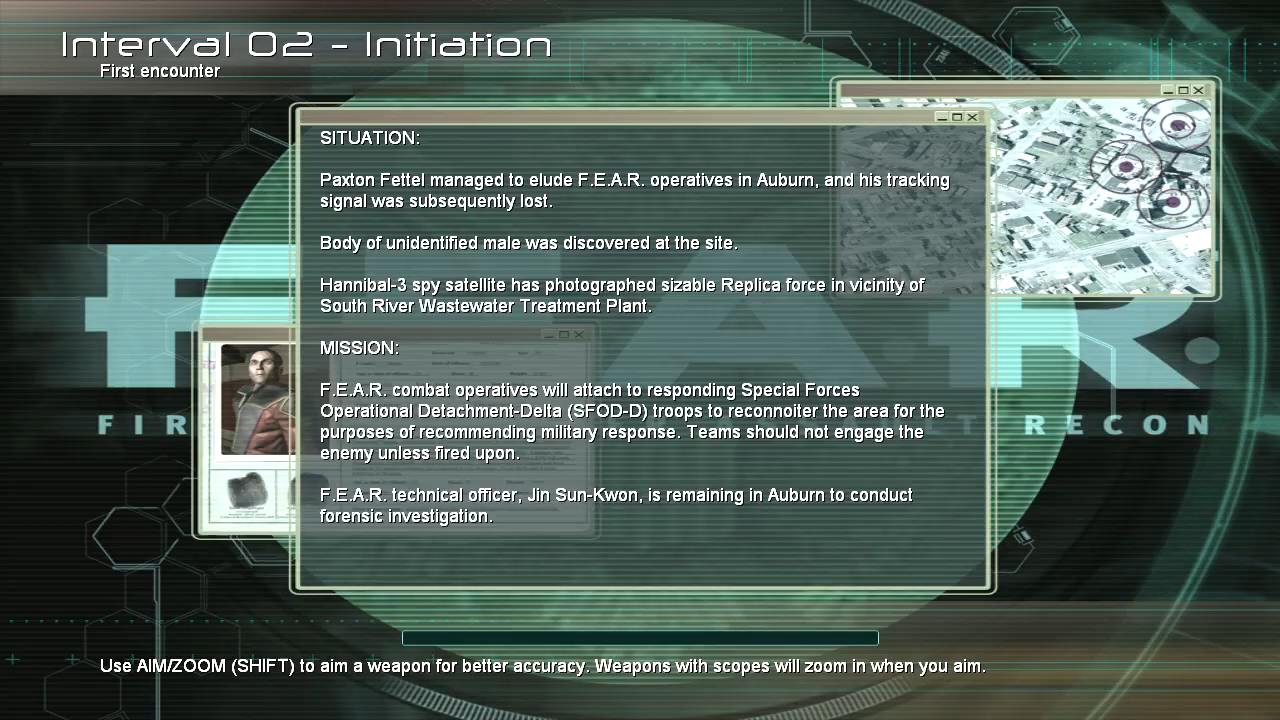 Interval 02 - Initiation
First encounter
SITUATION:
Paxton Fettel managed to elude F.E.A.R. operatives in Auburn, and his tracking
signal was subsequently lost.
Body of unidentified male was discovered at the site.
Hannibal-3 spy satellite has photographed sizable Replica force in vicinity of
South River Wastewater Treatment Plant.
MISSION:
F.E.A.R. combat operatives will attach to responding Special Forces
Operational Detachment-Delta (SFOD-D) troops to reconnoiter the area for the
purposes of recommending military response. Teams should not engage the
enemy unless fired upon.
F.E.A.R. technical officer, Jin Sun-Kwon, is remaining in Auburn to conduct
forensic investigation.
RECON
Use AIM/ZOOM (SHIFT) to aim a weapon for better accuracy. Weapons with scopes will zoom in when you aim.